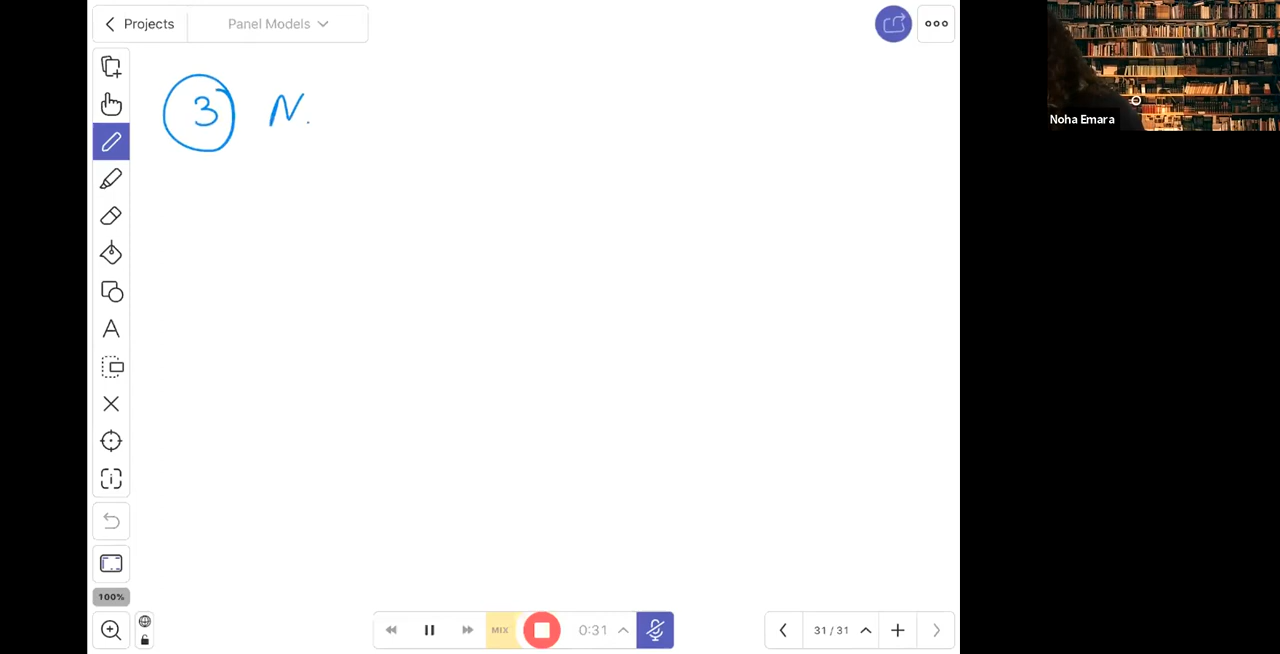 Projects
Panel Models
3 N.
Noha Emara
A
100%
MIX
0:31
31 / 31